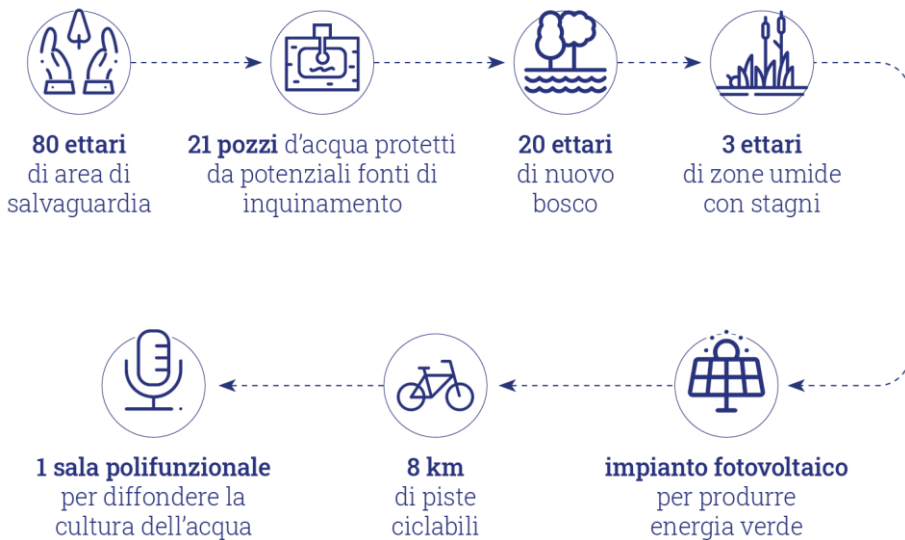 80 ettari
di area di
salvaguardia
21 pozzi d'acqua protetti
da potenziali fonti di
inquinamento
20 ettari
di nuovo
bosco
3 ettari
di zone umide
con stagni
impianto fotovoltaico
per produrre
energia verde
8 km
di piste
ciclabili
1 sala polifunzionale
per diffondere la
cultura dell'acqua